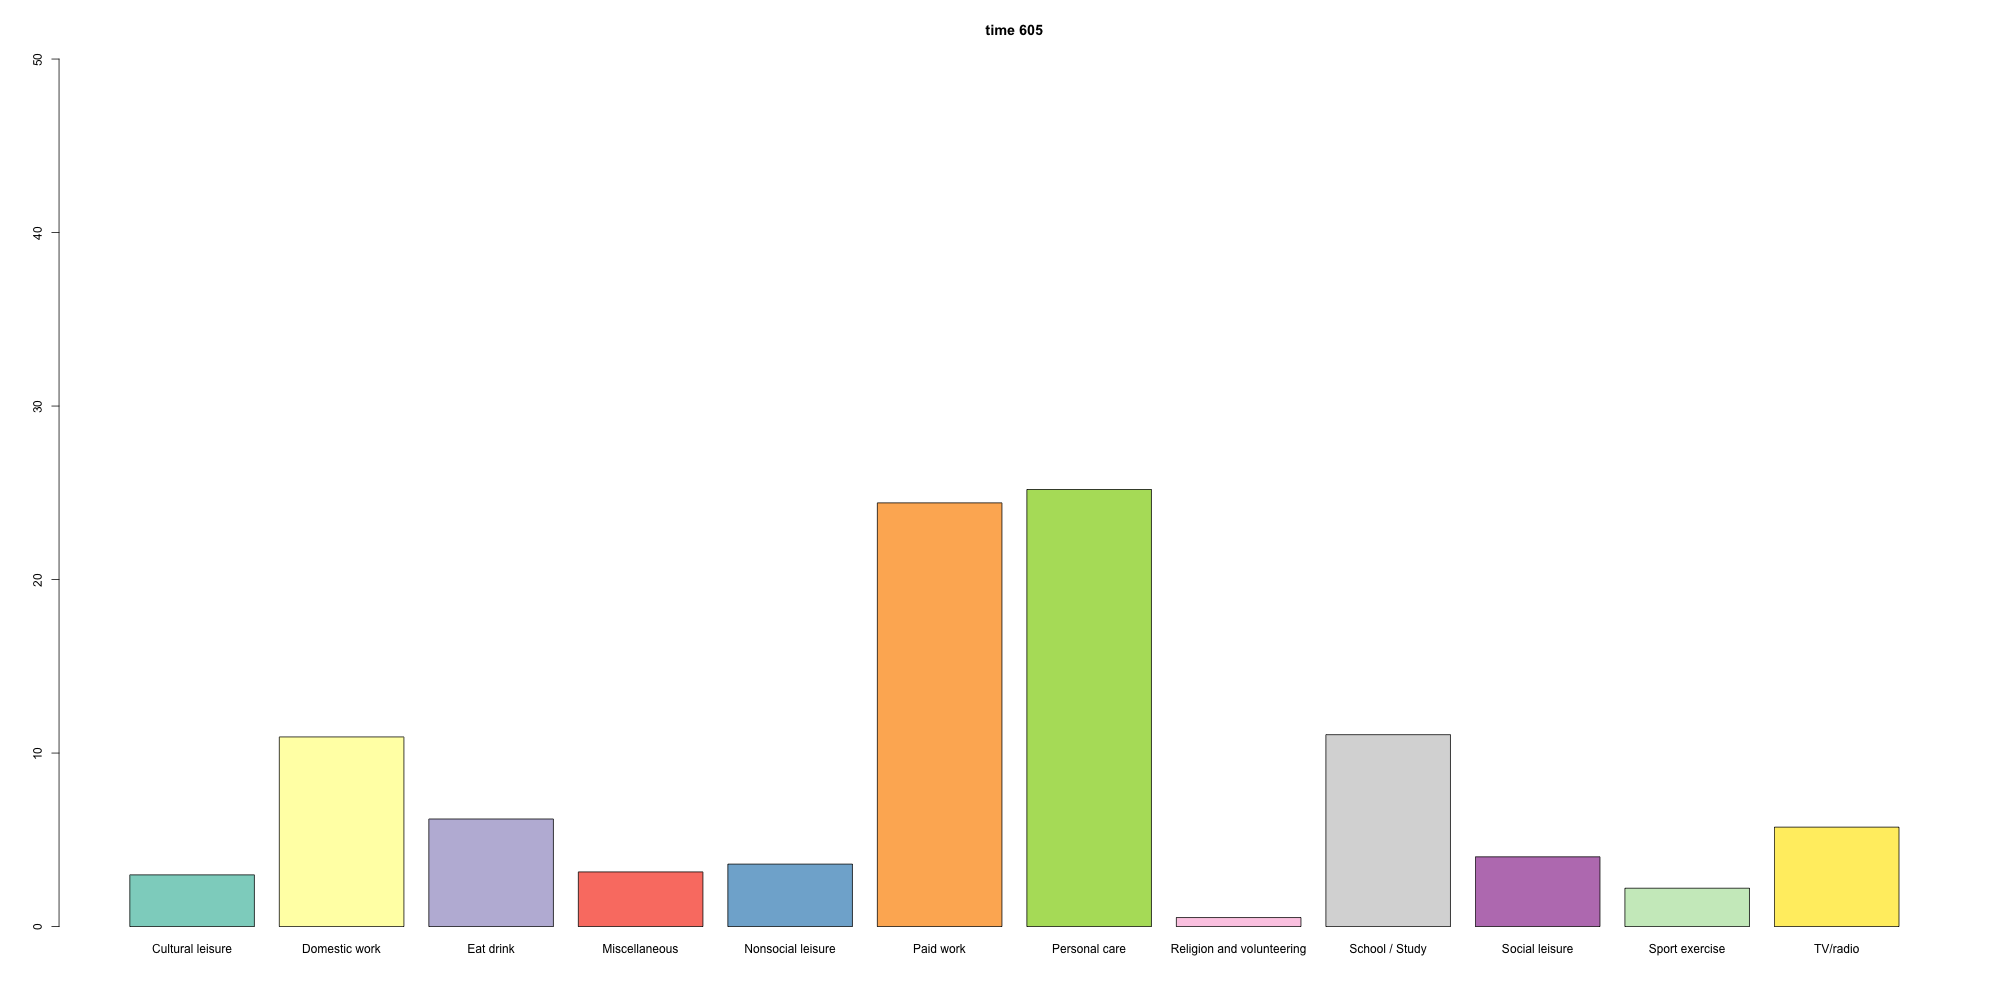 time 605
50
40
30
20
10
0
Cultural leisure
Domestic work
Eat drink
Miscellaneous
Nonsocial leisure
Paid work
Personal care
Religion and volunteering
School / Study
Social leisure
Sport exercise
TV/radio